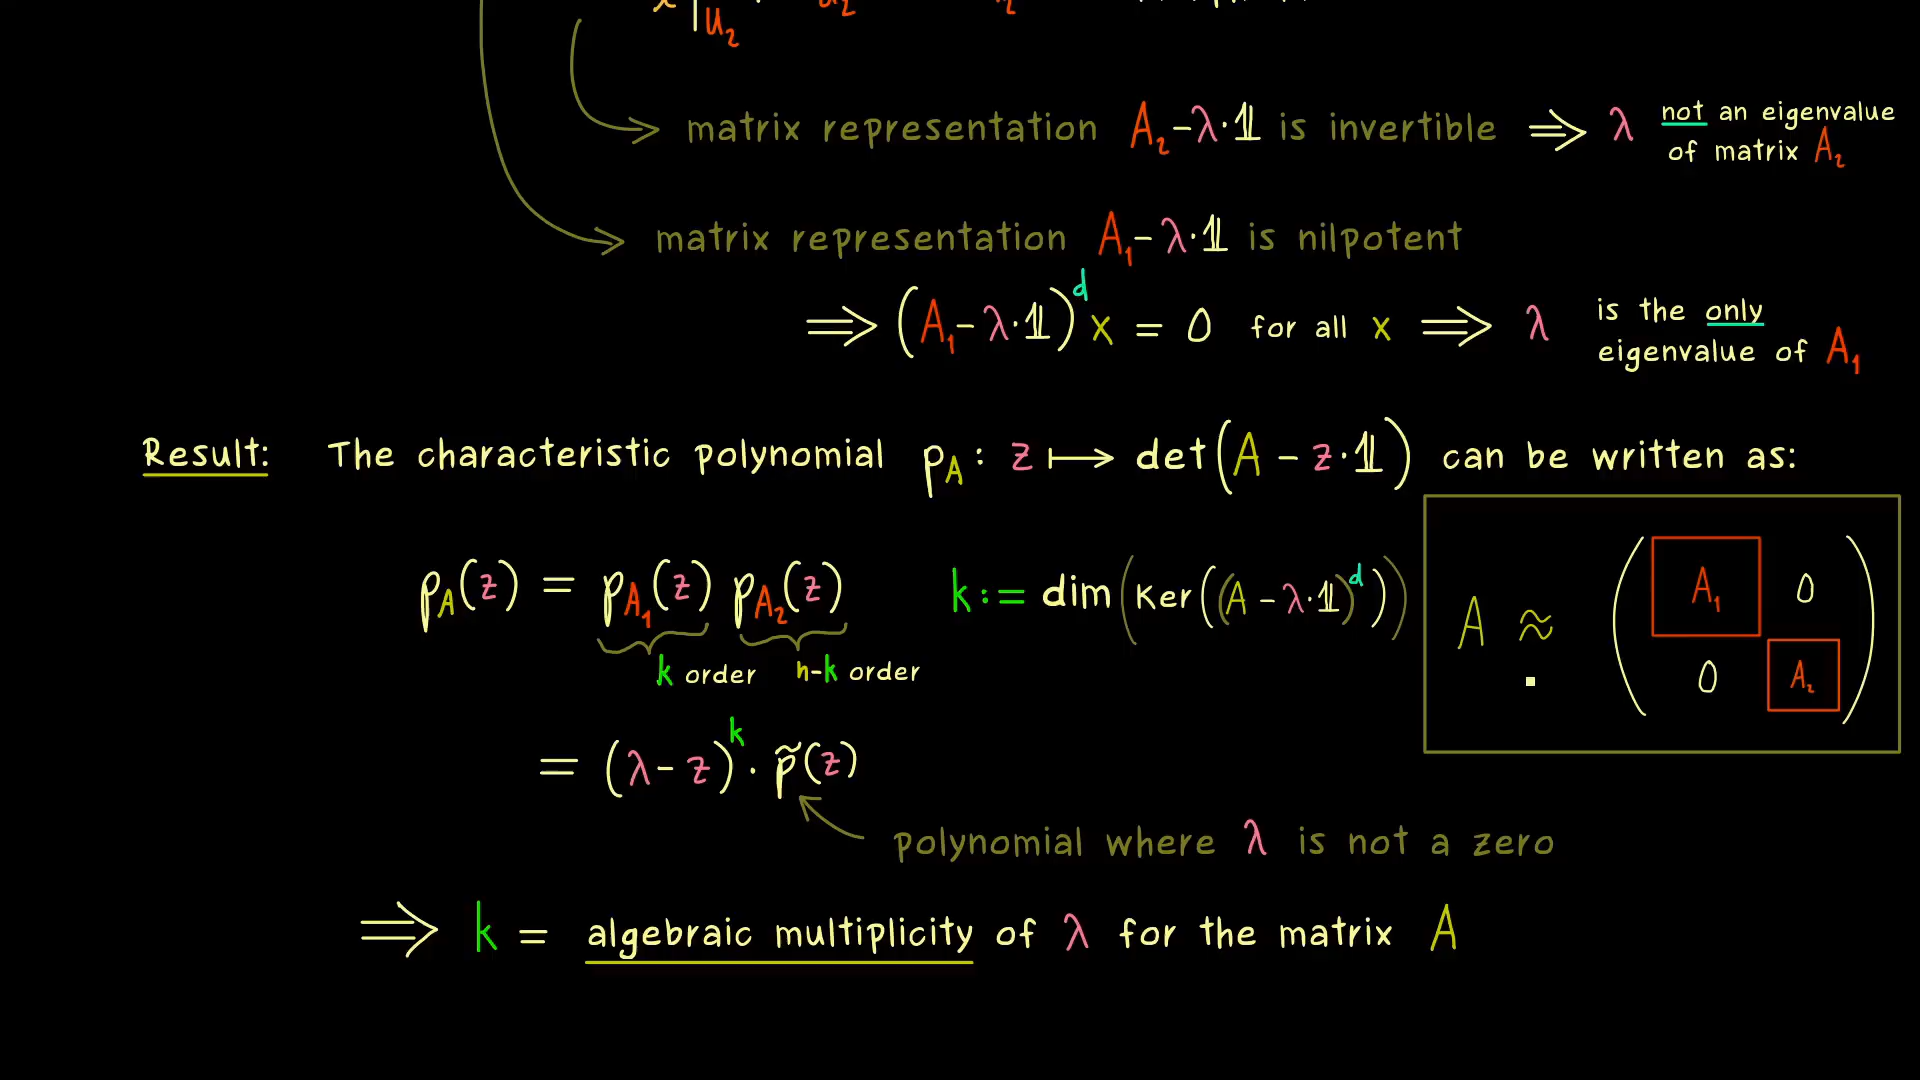 U₂
matrix representation A₂-λ·𝟙 is invertible ⟹ λ not an eigenvalue of matrix A₂
matrix representation A₁-λ·𝟙 is nilpotent
⟹ (A₁-λ·𝟙)ᵈ x = 0 for all x ⟹ λ is the only eigenvalue of A₁
Result: The characteristic polynomial p_A: z ⟼ det(A - z·𝟙) can be written as:
p_A(z) = p_A₁(z) p_A₂(z) k := dim(Ker((A - λ·𝟙)ᵈ))
k order n-k order
A ≈ (A₁ 0
0 A₂)
= (λ - z)ᵏ · p̃(z)
polynomial where λ is not a zero
⟹ k = algebraic multiplicity of λ for the matrix A